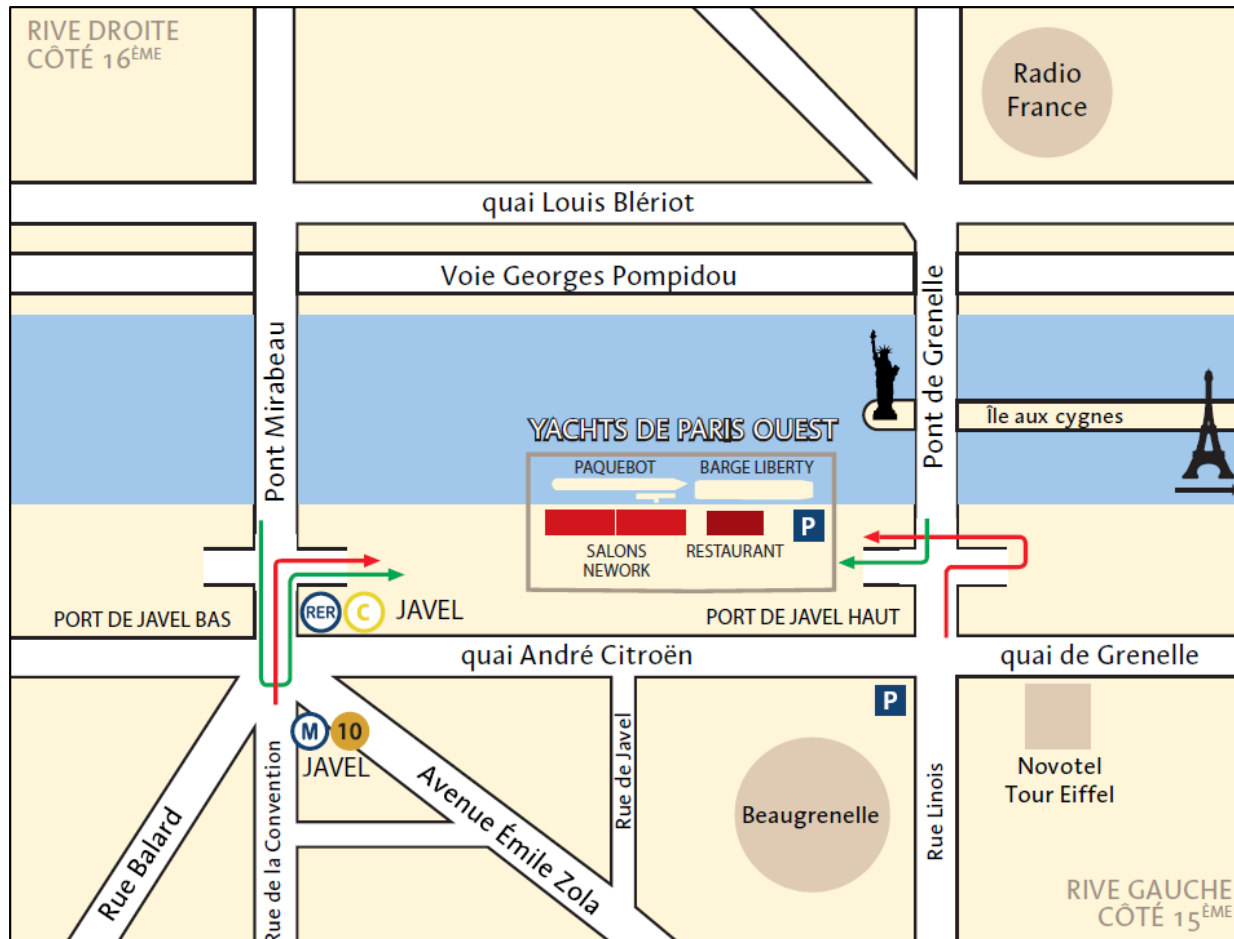 RIVE DROITE
CÔTÉ 16ÈME
Radio
France
quai Louis Blériot
Voie Georges Pompidou
Pont Mirabeau
Pont de Grenelle
Île aux cygnes
YACHTS DE PARIS OUEST
PAQUEBOT
BARGE LIBERTY
P
SALONS
NEWORK
RESTAURANT
PORT DE JAVEL BAS
RER C JAVEL
PORT DE JAVEL HAUT
quai André Citroën
quai de Grenelle
P
M 10
JAVEL
Rue Balard
Rue de la Convention
Avenue Émile Zola
Rue de Javel
Beaugrenelle
Rue Linois
Novotel
Tour Eiffel
RIVE GAUCHE
CÔTÉ 15ÈME